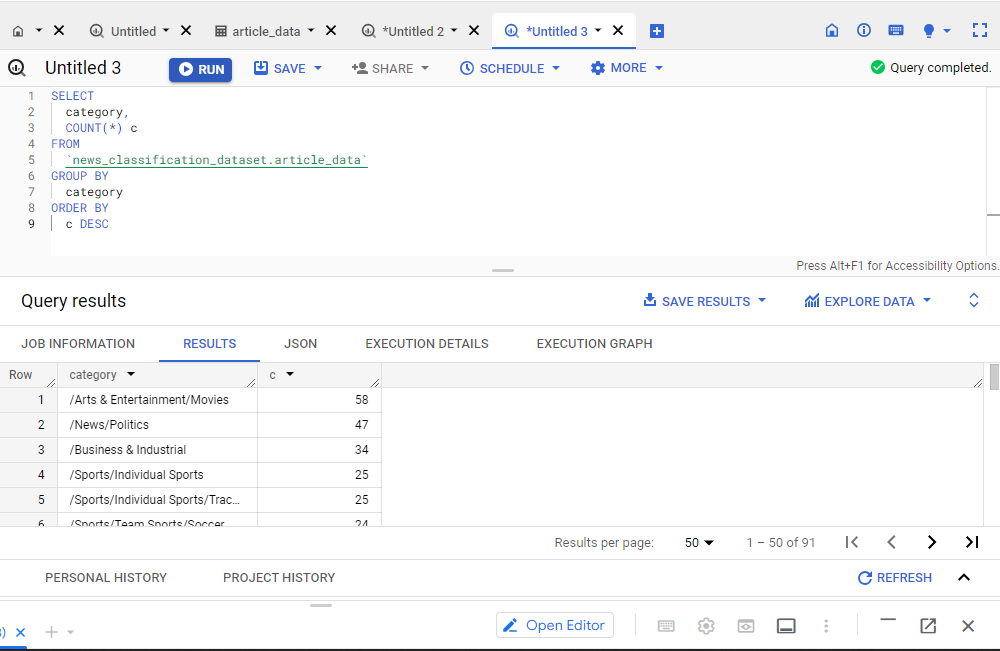 Untitled article_data *Untitled 2 *Untitled 3
Untitled 3 RUN SAVE SHARE SCHEDULE MORE Query completed.
1 SELECT
2 category,
3 COUNT(*) c
4 FROM
5 `news_classification_dataset.article_data`
6 GROUP BY
7 category
8 ORDER BY
9 c DESC
Press Alt+F1 for Accessibility Options.
Query results SAVE RESULTS EXPLORE DATA
JOB INFORMATION RESULTS JSON EXECUTION DETAILS EXECUTION GRAPH
Row category c
1 /Arts & Entertainment/Movies 58
2 /News/Politics 47
3 /Business & Industrial 34
4 /Sports/Individual Sports 25
5 /Sports/Individual Sports/Trac... 25
6 /Sports/Team Sports/Soccer 24
Results per page: 50 1 – 50 of 91
PERSONAL HISTORY PROJECT HISTORY REFRESH
Open Editor